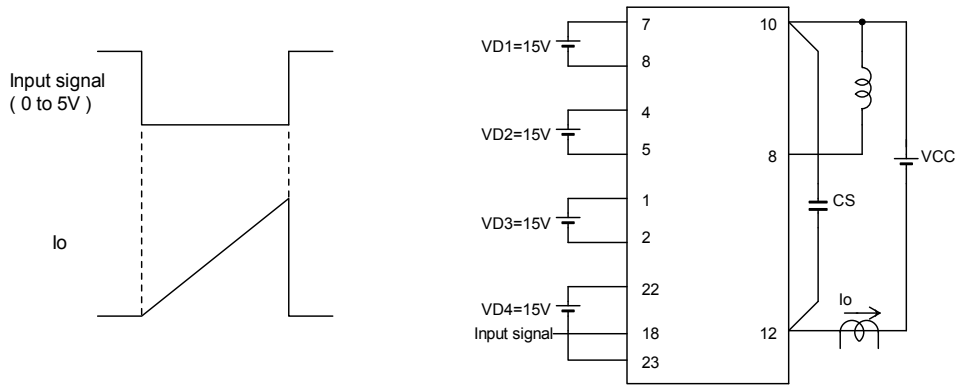 Input signal
( 0 to 5V )
Io
VD1=15V
7
8
VD2=15V
4
5
VD3=15V
1
2
VD4=15V
22
Input signal
18
23
10
8
12
CS
VCC
Io